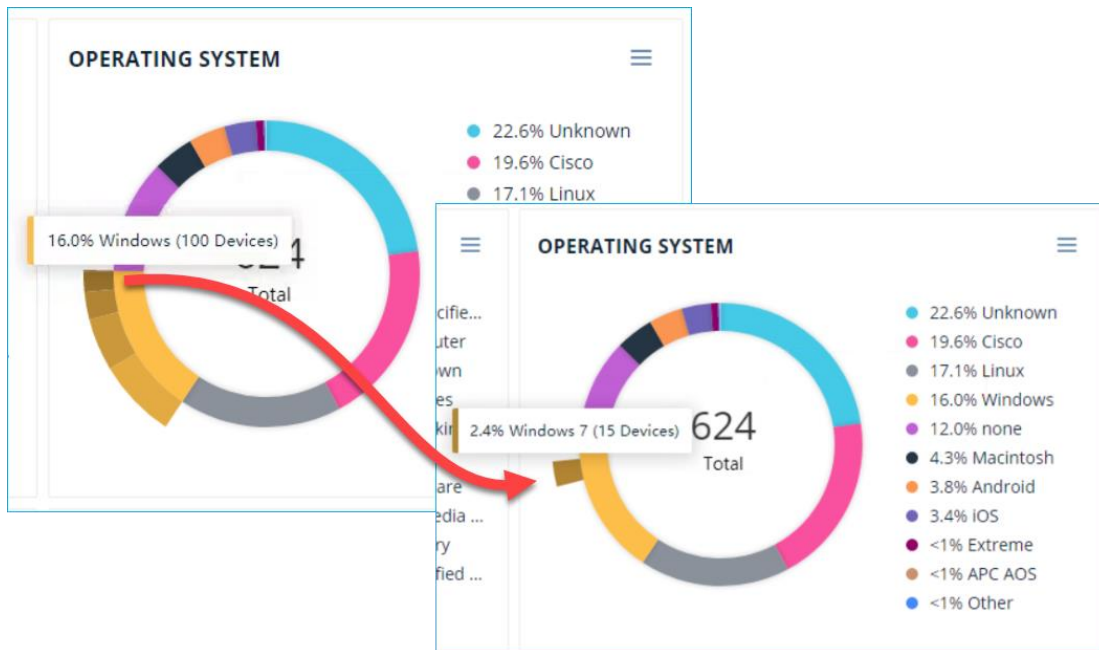 OPERATING SYSTEM
22.6% Unknown
19.6% Cisco
17.1% Linux
16.0% Windows (100 Devices)
Total
OPERATING SYSTEM
22.6% Unknown
19.6% Cisco
17.1% Linux
16.0% Windows
12.0% none
4.3% Macintosh
3.8% Android
3.4% iOS
<1% Extreme
<1% APC AOS
<1% Other
2.4% Windows 7 (15 Devices)
624
Total